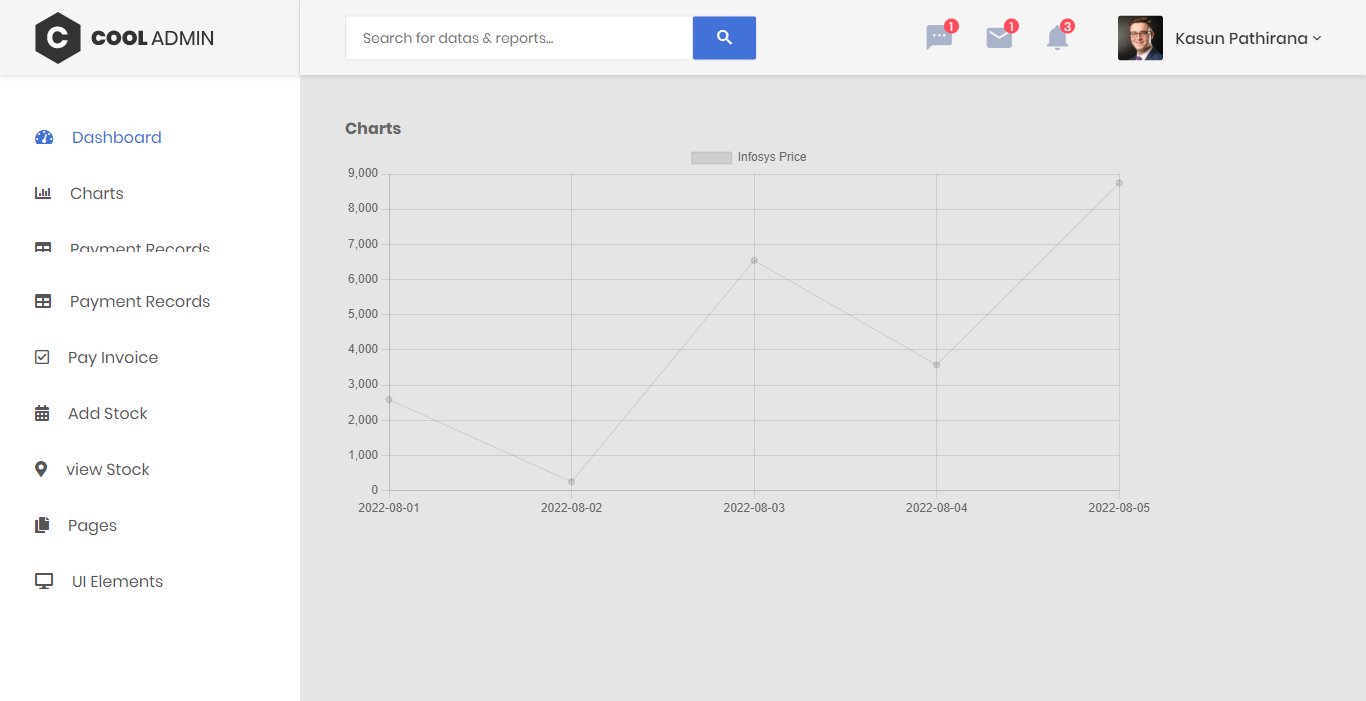 C COOL ADMIN
Search for datas & reports...
1
1
3
Kasun Pathirana
Dashboard
Charts
Payment Records
Payment Records
Pay Invoice
Add Stock
view Stock
Pages
UI Elements
Charts
Infosys Price
9,000
8,000
7,000
6,000
5,000
4,000
3,000
2,000
1,000
0
2022-08-01 2022-08-02 2022-08-03 2022-08-04 2022-08-05